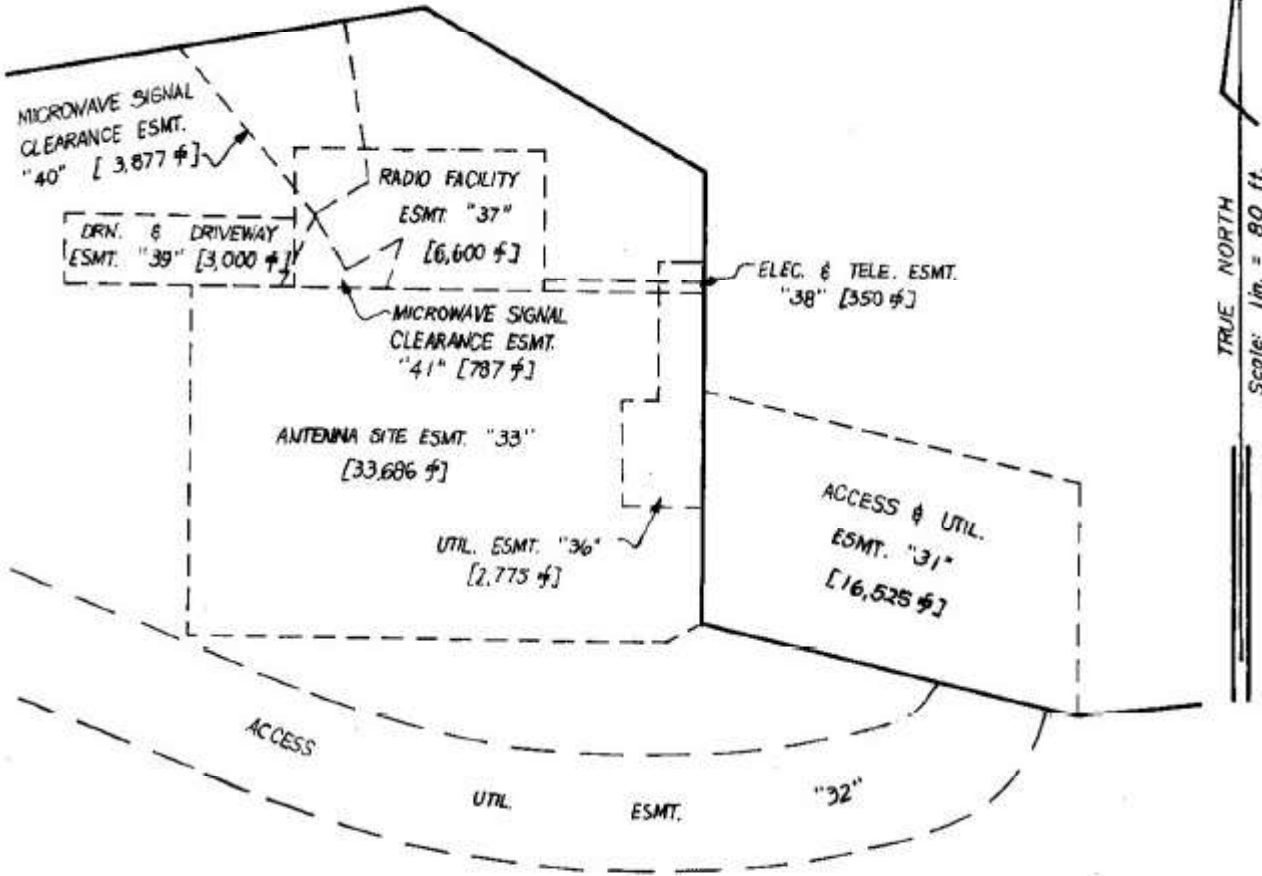 MICROWAVE SIGNAL
CLEARANCE ESMT.
"40" [3,877 ⏍]
RADIO FACILITY
ESMT. "37"
[6,600 ⏍]
DRN. & DRIVEWAY
ESMT. "39" [3,000 ⏍]
ELEC. & TELE. ESMT.
"38" [350 ⏍]
MICROWAVE SIGNAL
CLEARANCE ESMT.
"41" [787 ⏍]
ANTENNA SITE ESMT. "33"
[33,686 ⏍]
UTIL. ESMT. "36"
[2,775 ⏍]
ACCESS & UTIL.
ESMT. "31"
[16,525 ⏍]
ACCESS
UTIL. ESMT. "32"
TRUE NORTH
Scale: 1in. = 80 ft.